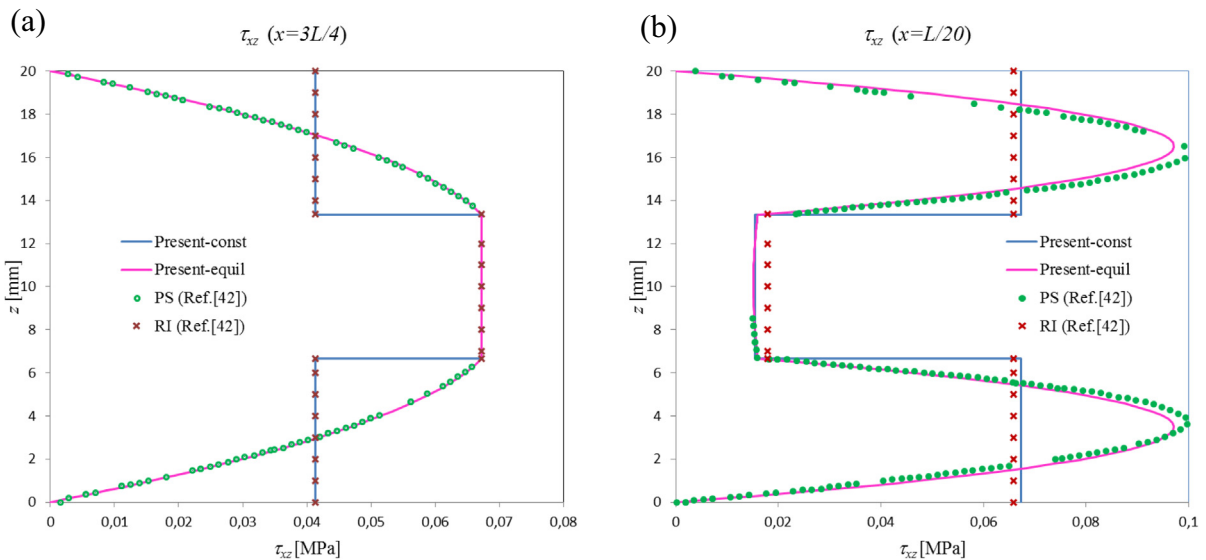 (a)
τxz (x=3L/4)
20
18
16
14
12
10
8
6
4
2
0
z [mm]
Present-const
Present-equil
PS (Ref.[42])
RI (Ref.[42])
0
0,01
0,02
0,03
0,04
0,05
0,06
0,07
0,08
τxz [MPa]
(b)
τxz (x=L/20)
20
18
16
14
12
10
8
6
4
2
0
z [mm]
Present-const
Present-equil
PS (Ref.[42])
RI (Ref.[42])
0
0,02
0,04
0,06
0,08
0,1
τxz [MPa]